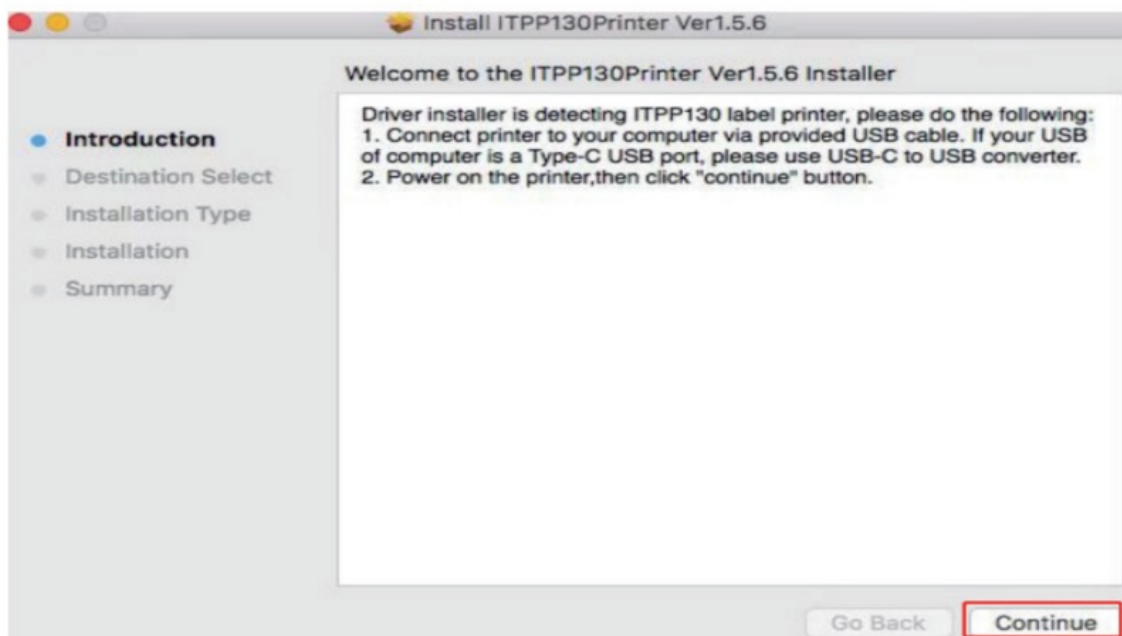 Install ITPP130Printer Ver1.5.6
Welcome to the ITPP130Printer Ver1.5.6 Installer
Introduction
Destination Select
Installation Type
Installation
Summary
Driver installer is detecting ITPP130 label printer, please do the following:
1. Connect printer to your computer via provided USB cable. If your USB
of computer is a Type-C USB port, please use USB-C to USB converter.
2. Power on the printer,then click "continue" button.
Go Back
Continue